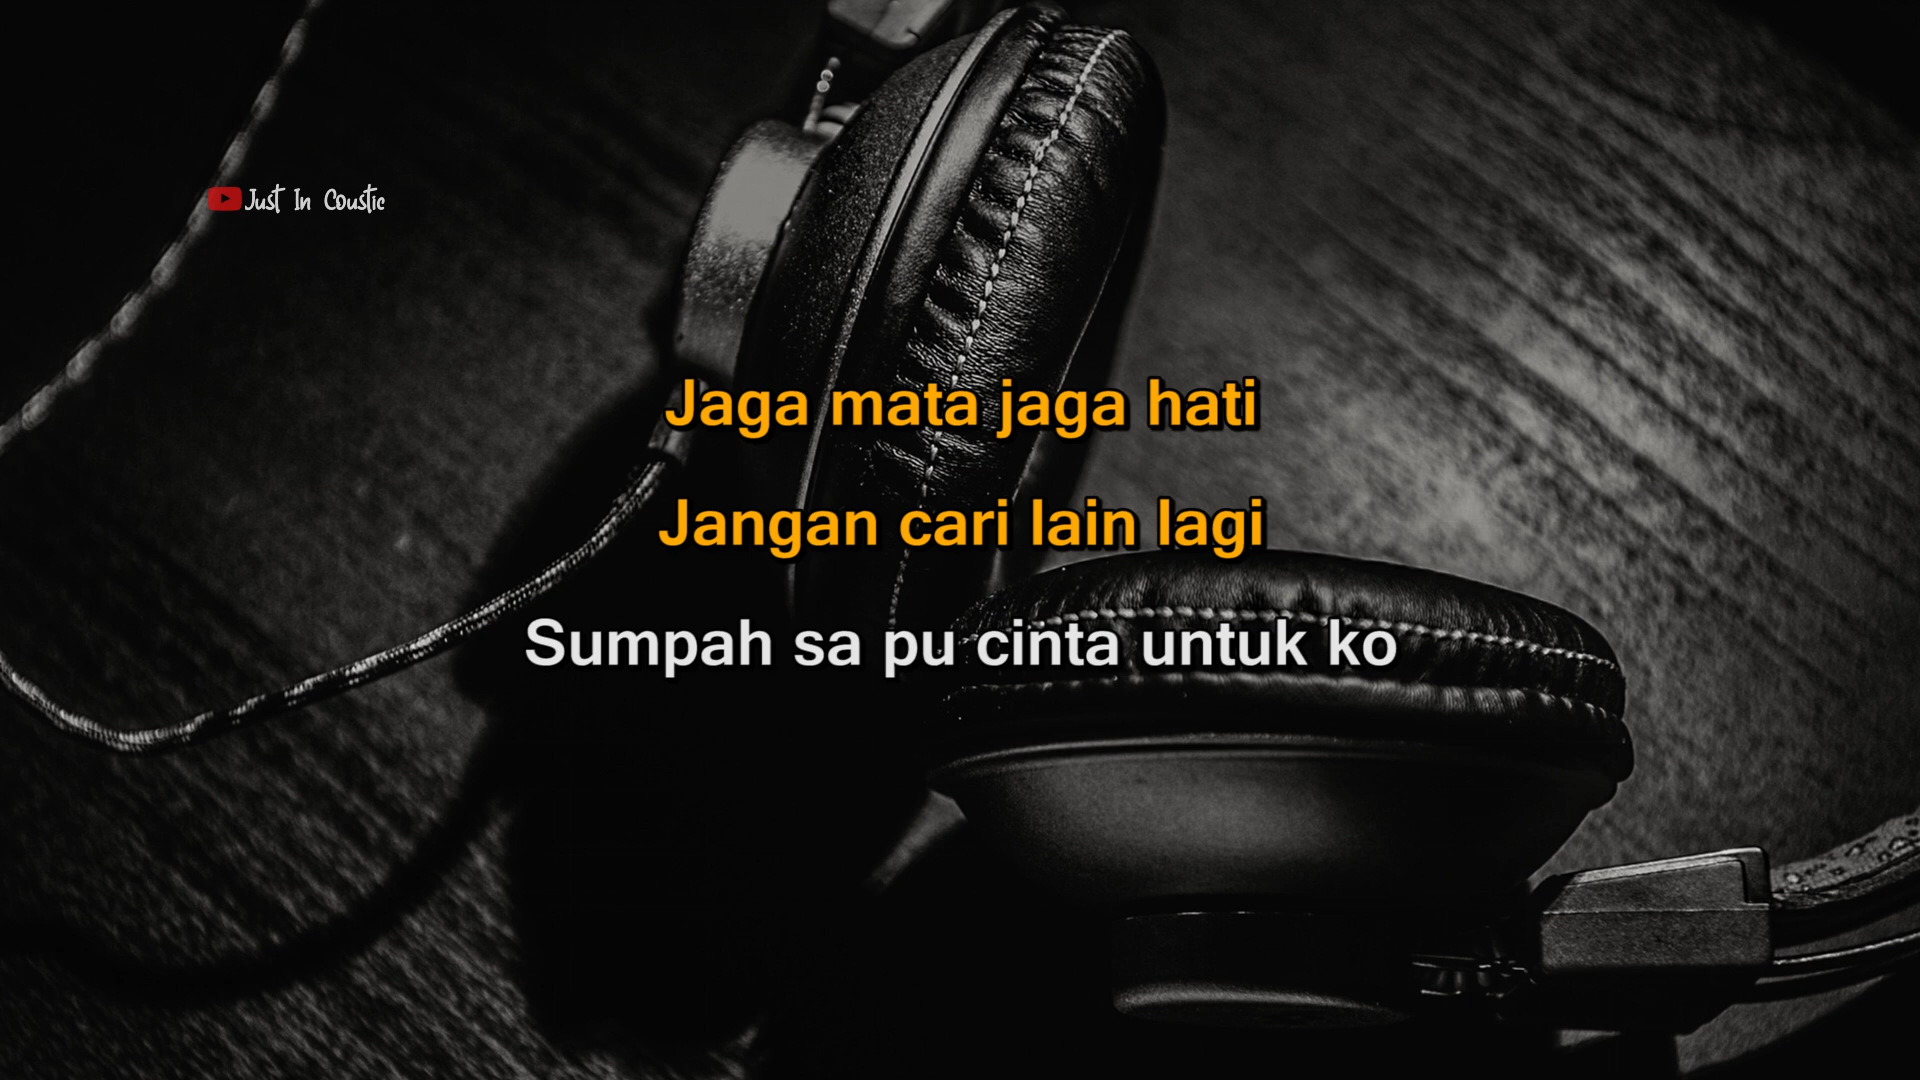 Just In Coustic
Jaga mata jaga hati
Jangan cari lain lagi
Sumpah sa pu cinta untuk ko